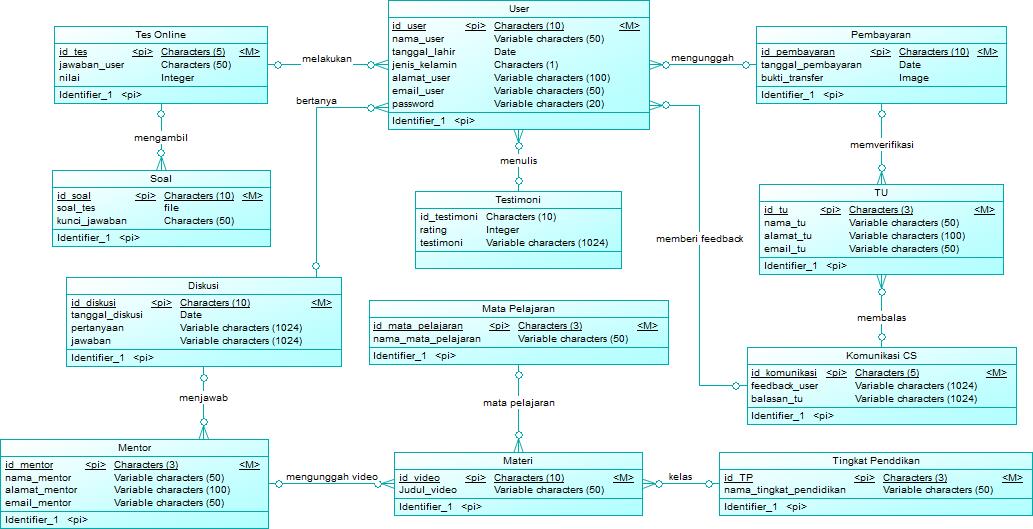 User
id_user <pi> Characters (10) <M>
nama_user Variable characters (50)
tanggal_lahir Date
jenis_kelamin Characters (1)
alamat_user Variable characters (100)
email_user Variable characters (50)
password Variable characters (20)
Identifier_1 <pi>
Tes Online
id_tes <pi> Characters (5) <M>
jawaban_user Characters (50)
nilai Integer
Identifier_1 <pi>
melakukan
mengunggah
Pembayaran
id_pembayaran <pi> Characters (10) <M>
tanggal_pembayaran Date
bukti_transfer Image
Identifier_1 <pi>
bertanya
mengambil
menulis
memverifikasi
Soal
id_soal <pi> Characters (10) <M>
soal_tes file
kunci_jawaban Characters (50)
Identifier_1 <pi>
Testimoni
id_testimoni Characters (10)
rating Integer
testimoni Variable characters (1024)
TU
id_tu <pi> Characters (3) <M>
nama_tu Variable characters (50)
alamat_tu Variable characters (100)
email_tu Variable characters (50)
Identifier_1 <pi>
memberi feedback
Diskusi
id_diskusi <pi> Characters (10) <M>
tanggal_diskusi Date
pertanyaan Variable characters (1024)
jawaban Variable characters (1024)
Identifier_1 <pi>
Mata Pelajaran
id_mata_pelajaran <pi> Characters (3) <M>
nama_mata_pelajaran Variable characters (50)
Identifier_1 <pi>
membalas
Komunikasi CS
id_komunikasi <pi> Characters (5) <M>
feedback_user Variable characters (1024)
balasan_tu Variable characters (1024)
Identifier_1 <pi>
menjawab
mata pelajaran
Mentor
id_mentor <pi> Characters (3) <M>
nama_mentor Variable characters (50)
alamat_mentor Variable characters (100)
email_mentor Variable characters (50)
Identifier_1 <pi>
mengunggah video
Materi
id_video <pi> Characters (10) <M>
Judul_video Variable characters (50)
Identifier_1 <pi>
kelas
Tingkat Penddikan
id_TP <pi> Characters (3) <M>
nama_tingkat_pendidikan Variable characters (50)
Identifier_1 <pi>